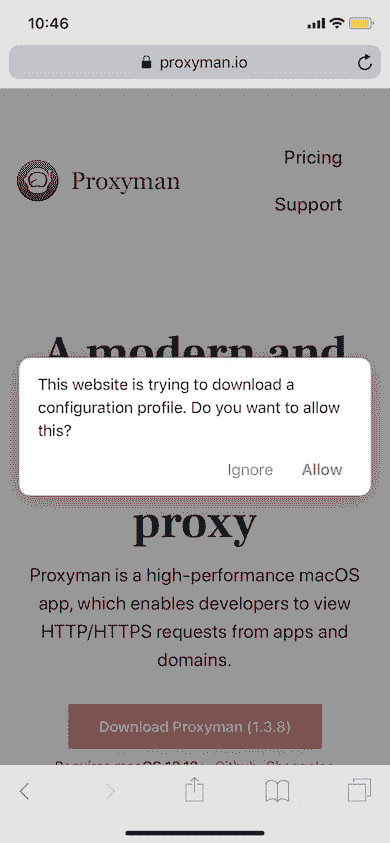 10:46
proxyman.io
Pricing
Proxyman
Support
A modern and
This website is trying to download a
configuration profile. Do you want to allow
this?
Ignore
Allow
proxy
Proxyman is a high-performance macOS
app, which enables developers to view
HTTP/HTTPS requests from apps and
domains.
Download Proxyman (1.3.8)